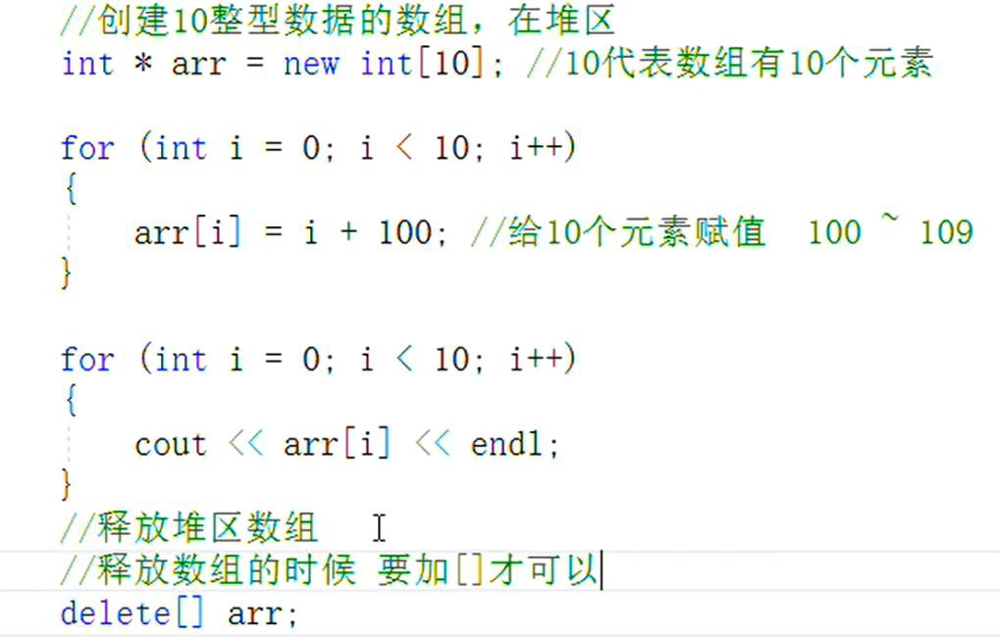 //创建10整型数据的数组，在堆区
int * arr = new int[10]; //10代表数组有10个元素
for (int i = 0; i < 10; i++)
{
arr[i] = i + 100; //给10个元素赋值 100 ~ 109
}
for (int i = 0; i < 10; i++)
{
cout << arr[i] << endl;
}
//释放堆区数组
//释放数组的时候 要加[]才可以
delete[] arr;